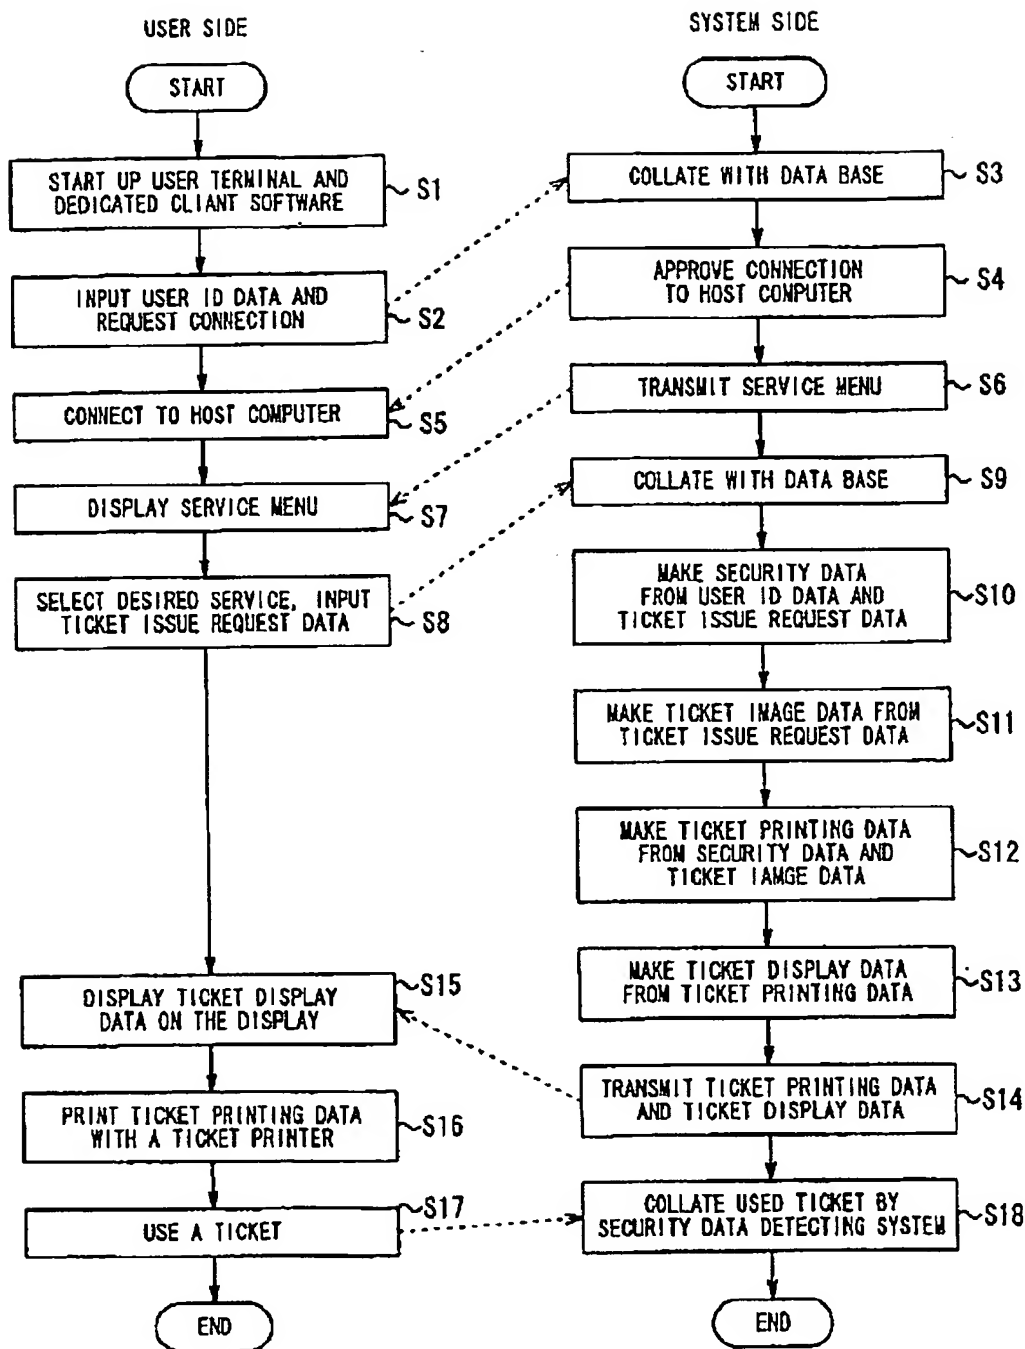 USER SIDE
START
START UP USER TERMINAL AND
DEDICATED CLIENT SOFTWARE
S1
INPUT USER ID DATA AND
REQUEST CONNECTION
S2
CONNECT TO HOST COMPUTER
S5
DISPLAY SERVICE MENU
S7
SELECT DESIRED SERVICE, INPUT
TICKET ISSUE REQUEST DATA
S8
DISPLAY TICKET DISPLAY
DATA ON THE DISPLAY
S15
PRINT TICKET PRINTING DATA
WITH A TICKET PRINTER
S16
USE A TICKET
S17
END
SYSTEM SIDE
START
COLLATE WITH DATA BASE
S3
APPROVE CONNECTION
TO HOST COMPUTER
S4
TRANSMIT SERVICE MENU
S6
COLLATE WITH DATA BASE
S9
MAKE SECURITY DATA
FROM USER ID DATA AND
TICKET ISSUE REQUEST DATA
S10
MAKE TICKET IMAGE DATA FROM
TICKET ISSUE REQUEST DATA
S11
MAKE TICKET PRINTING DATA
FROM SECURITY DATA AND
TICKET IAMGE DATA
S12
MAKE TICKET DISPLAY DATA
FROM TICKET PRINTING DATA
S13
TRANSMIT TICKET PRINTING DATA
AND TICKET DISPLAY DATA
S14
COLLATE USED TICKET BY
SECURITY DATA DETECTING SYSTEM
S18
END